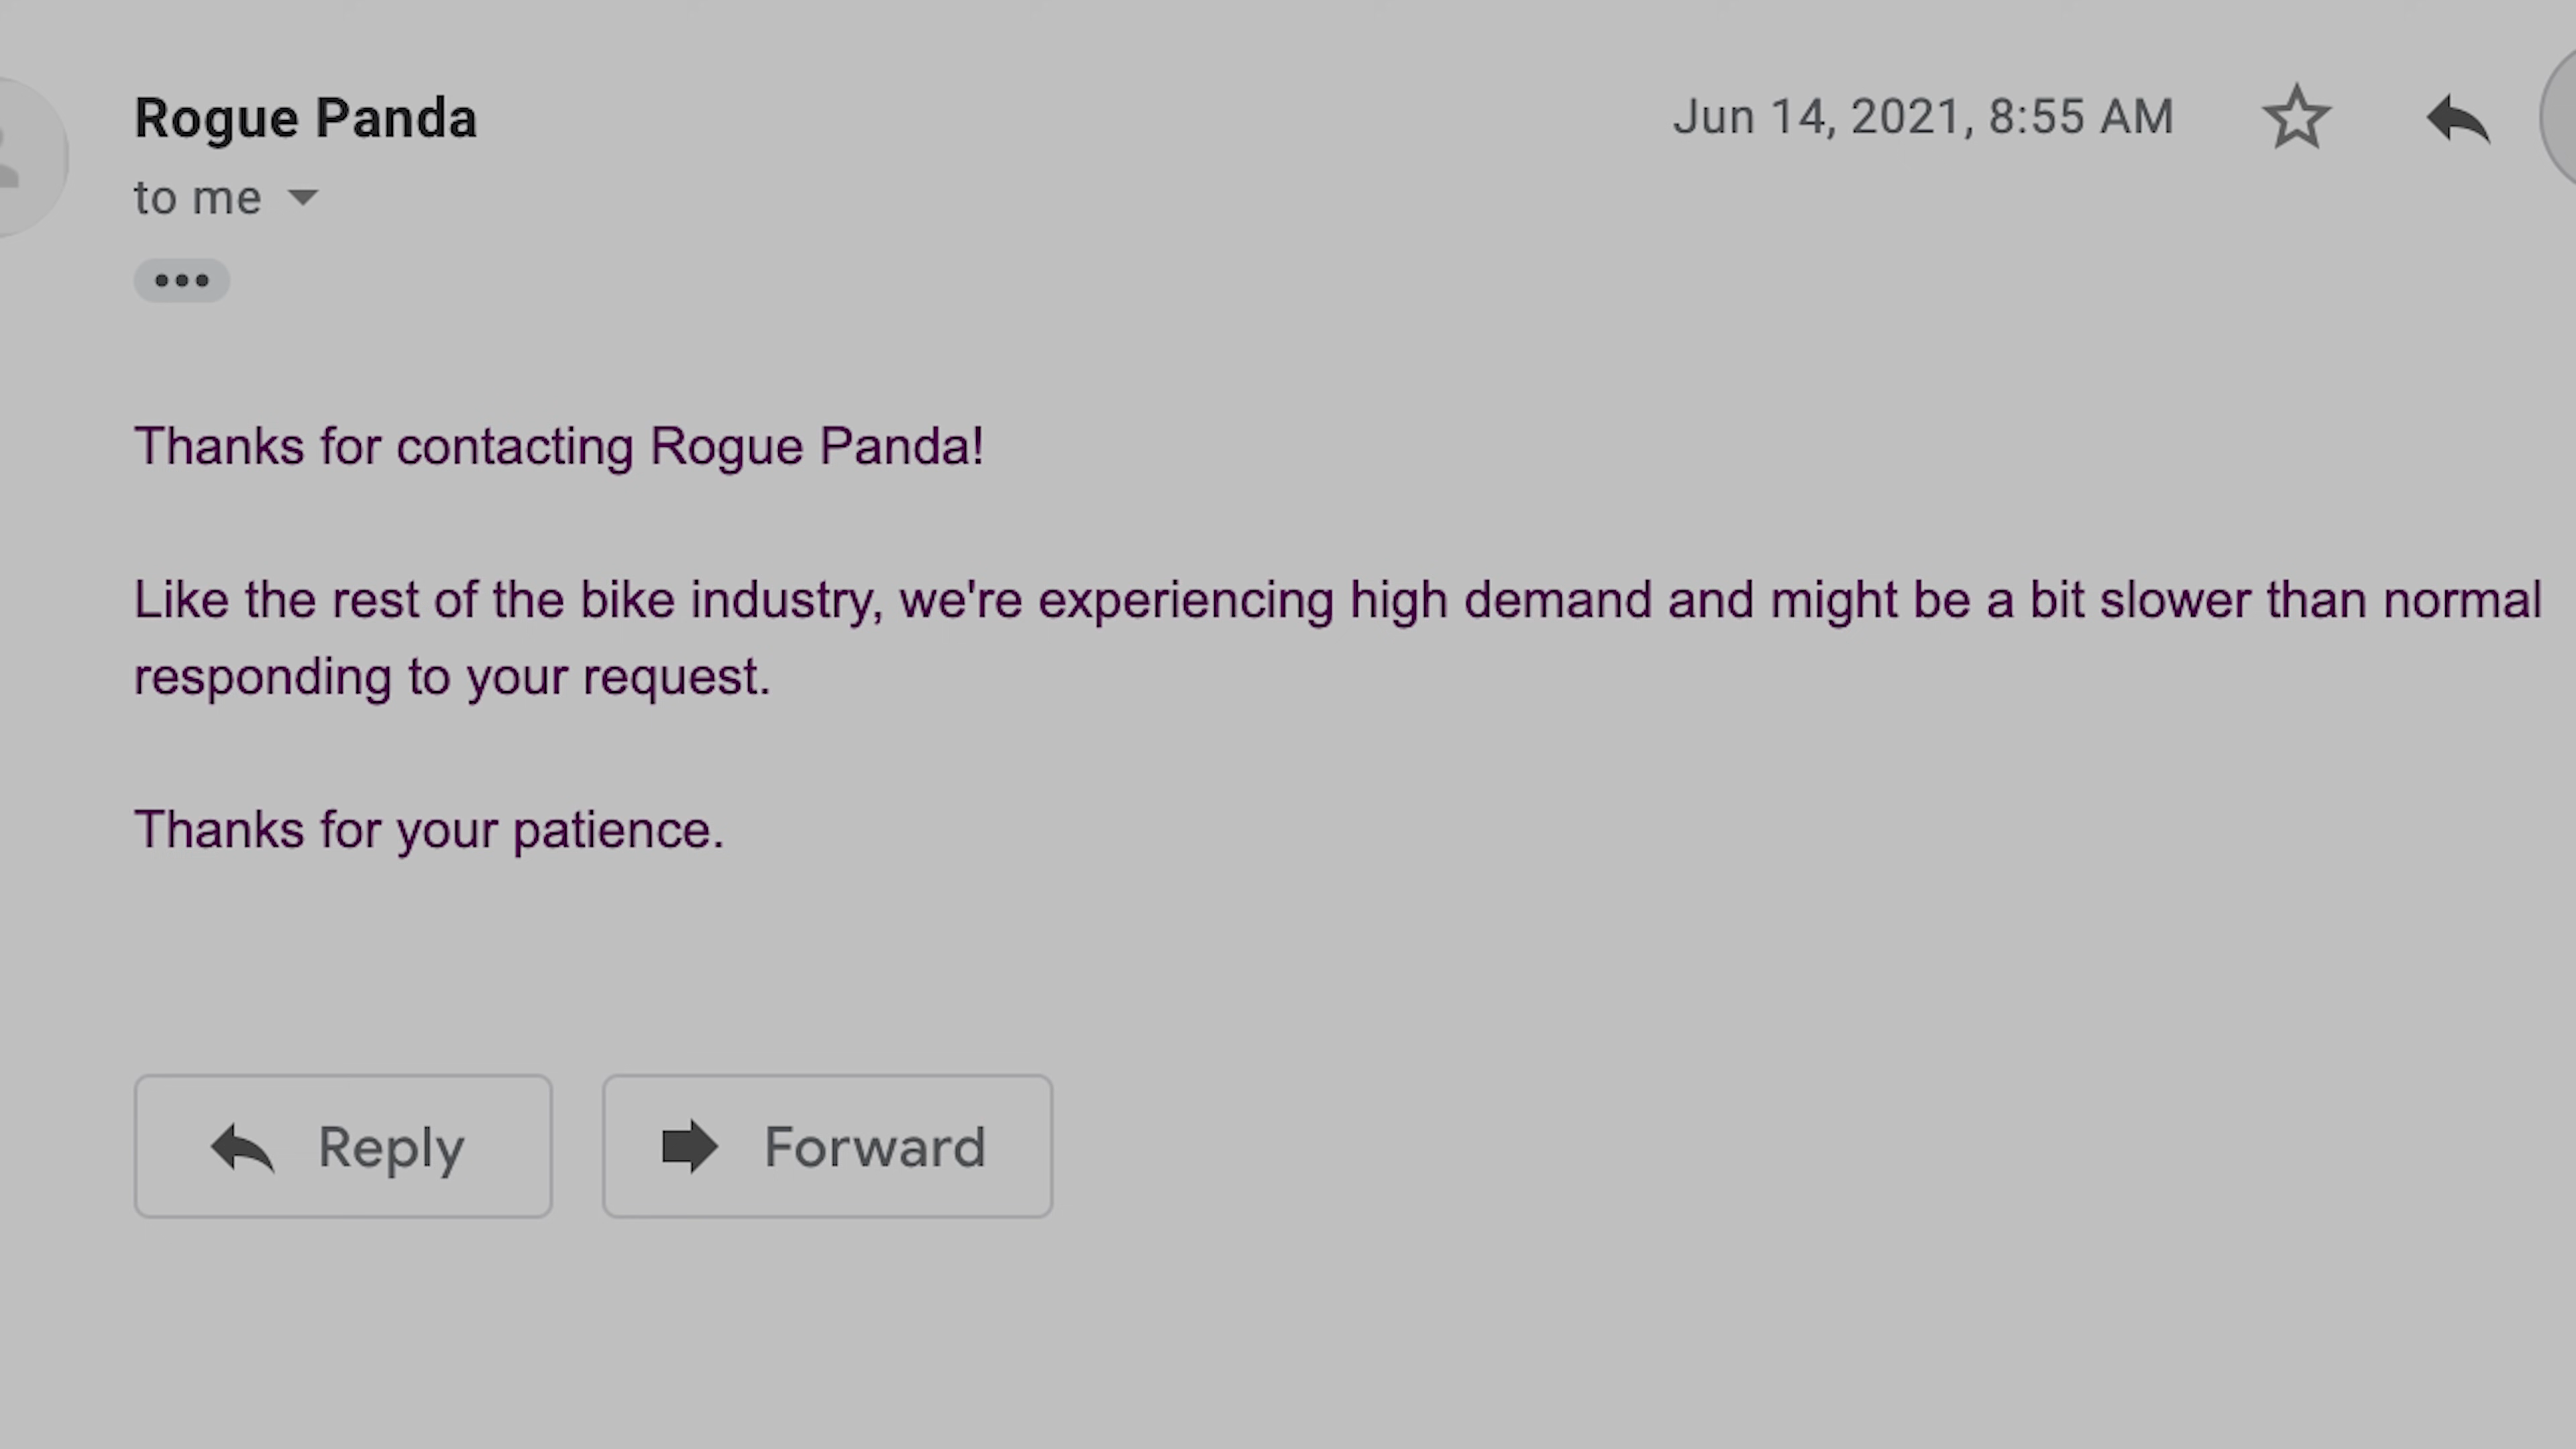 Rogue Panda
Jun 14, 2021, 8:55 AM
to me
Thanks for contacting Rogue Panda!
Like the rest of the bike industry, we're experiencing high demand and might be a bit slower than normal
responding to your request.
Thanks for your patience.
Reply
Forward